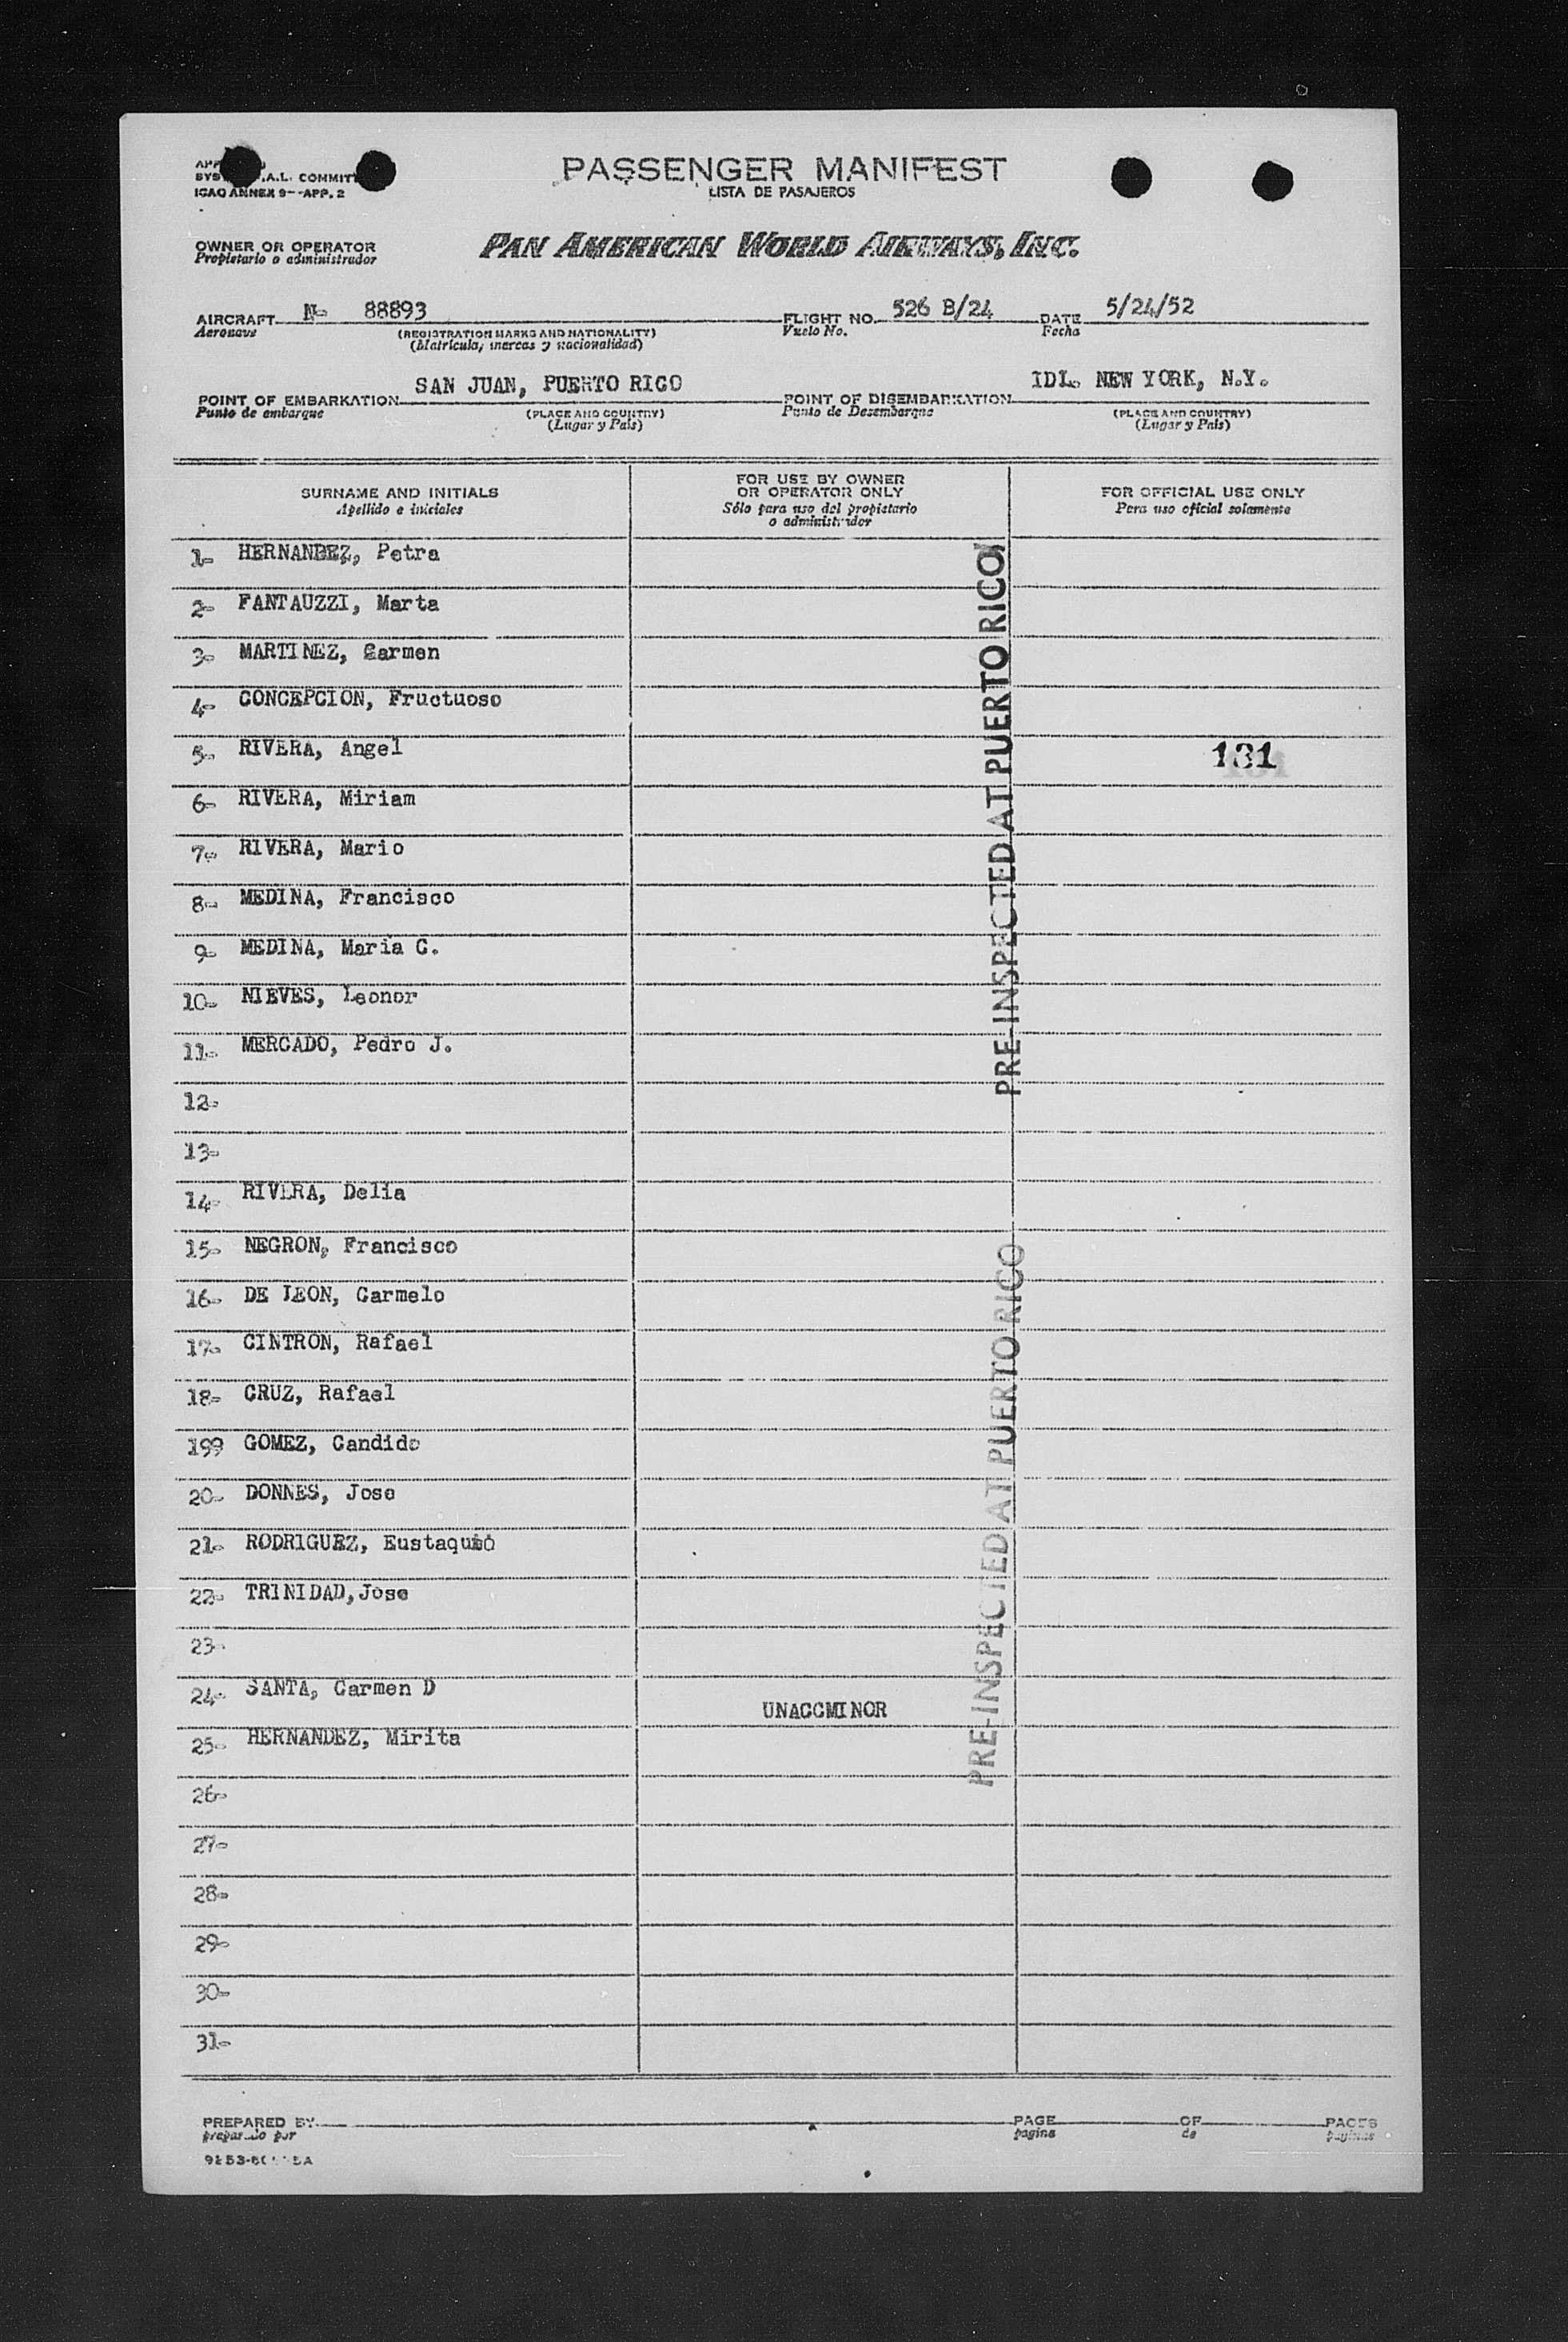 PASSENGER MANIFEST
LISTA DE PASAJEROS
.A.L. COMMIT
ICAO ANNEX 9--APP. 2
OWNER OR OPERATOR
Propietario o administrador
PAN AMERICAN WORLD AIRWAYS, INC.
AIRCRAFT N- 88893 FLIGHT NO. 526 B/24 DATE 5/24/52
Aeronave (REGISTRATION MARKS AND NATIONALITY) Vuelo No. Fecha
(Matricula, marcas y nacionalidad)
POINT OF EMBARKATION SAN JUAN, PUERTO RICO POINT OF DISEMBARKATION IDL. NEW YORK, N.Y.
Punto de embarque (PLACE AND COUNTRY) Punto de Desembarque (PLACE AND COUNTRY)
(Lugar y País) (Lugar y País)
SURNAME AND INITIALS
Apellido e iniciales
FOR USE BY OWNER
OR OPERATOR ONLY
Sólo para uso del propietario
o administrador
FOR OFFICIAL USE ONLY
Para uso oficial solamente
1- HERNANDEZ, Petra
2- FANTAUZZI, Marta
3- MARTINEZ, Carmen
4- CONCEPCION, Fructuoso
5- RIVERA, Angel 131
6- RIVERA, Miriam
7- RIVERA, Mario
8- MEDINA, Francisco
9- MEDINA, Maria C.
10- NIEVES, Leonor
11- MERCADO, Pedro J.
12-
13-
14- RIVERA, Delia
15- NEGRON, Francisco
16- DE LEON, Carmelo
17- CINTRON, Rafael
18- CRUZ, Rafael
199 GOMEZ, Candido
20- DONNES, Jose
21- RODRIGUEZ, Eustaquio
22- TRINIDAD, Jose
23-
24- SANTA, Carmen D UNACCMINOR
25- HERNANDEZ, Mirita
26-
27-
28-
29-
30-
31-
PRE-INSPECTED AT PUERTO RICO
PRE-INSPECTED AT PUERTO RICO
PREPARED BY PAGE OF PAGES
preparado por pagina de paginas